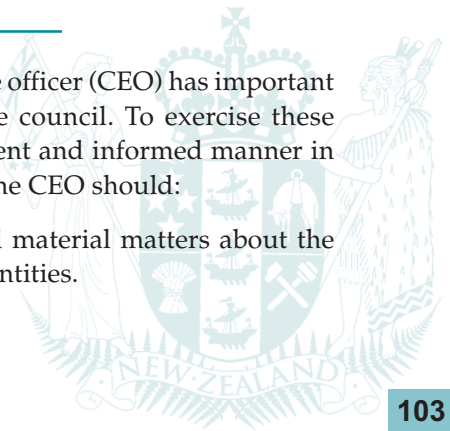 e officer (CEO) has important
e council. To exercise these
ent and informed manner in
ne CEO should:
l material matters about the
ntities.
NEW ZEALAND
103